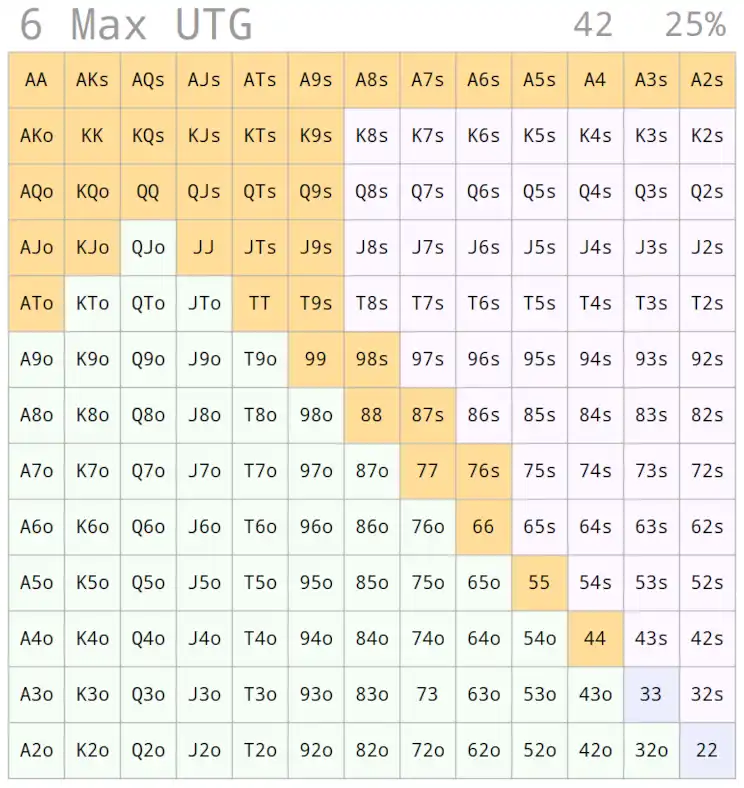 6 Max UTG 42 25%
AA AKs AQs AJs ATs A9s A8s A7s A6s A5s A4 A3s A2s
AKo KK KQs KJs KTs K9s K8s K7s K6s K5s K4s K3s K2s
AQo KQo QQ QJs QTs Q9s Q8s Q7s Q6s Q5s Q4s Q3s Q2s
AJo KJo QJo JJ JTs J9s J8s J7s J6s J5s J4s J3s J2s
ATo KTo QTo JTo TT T9s T8s T7s T6s T5s T4s T3s T2s
A9o K9o Q9o J9o T9o 99 98s 97s 96s 95s 94s 93s 92s
A8o K8o Q8o J8o T8o 98o 88 87s 86s 85s 84s 83s 82s
A7o K7o Q7o J7o T7o 97o 87o 77 76s 75s 74s 73s 72s
A6o K6o Q6o J6o T6o 96o 86o 76o 66 65s 64s 63s 62s
A5o K5o Q5o J5o T5o 95o 85o 75o 65o 55 54s 53s 52s
A4o K4o Q4o J4o T4o 94o 84o 74o 64o 54o 44 43s 42s
A3o K3o Q3o J3o T3o 93o 83o 73 63o 53o 43o 33 32s
A2o K2o Q2o J2o T2o 92o 82o 72o 62o 52o 42o 32o 22